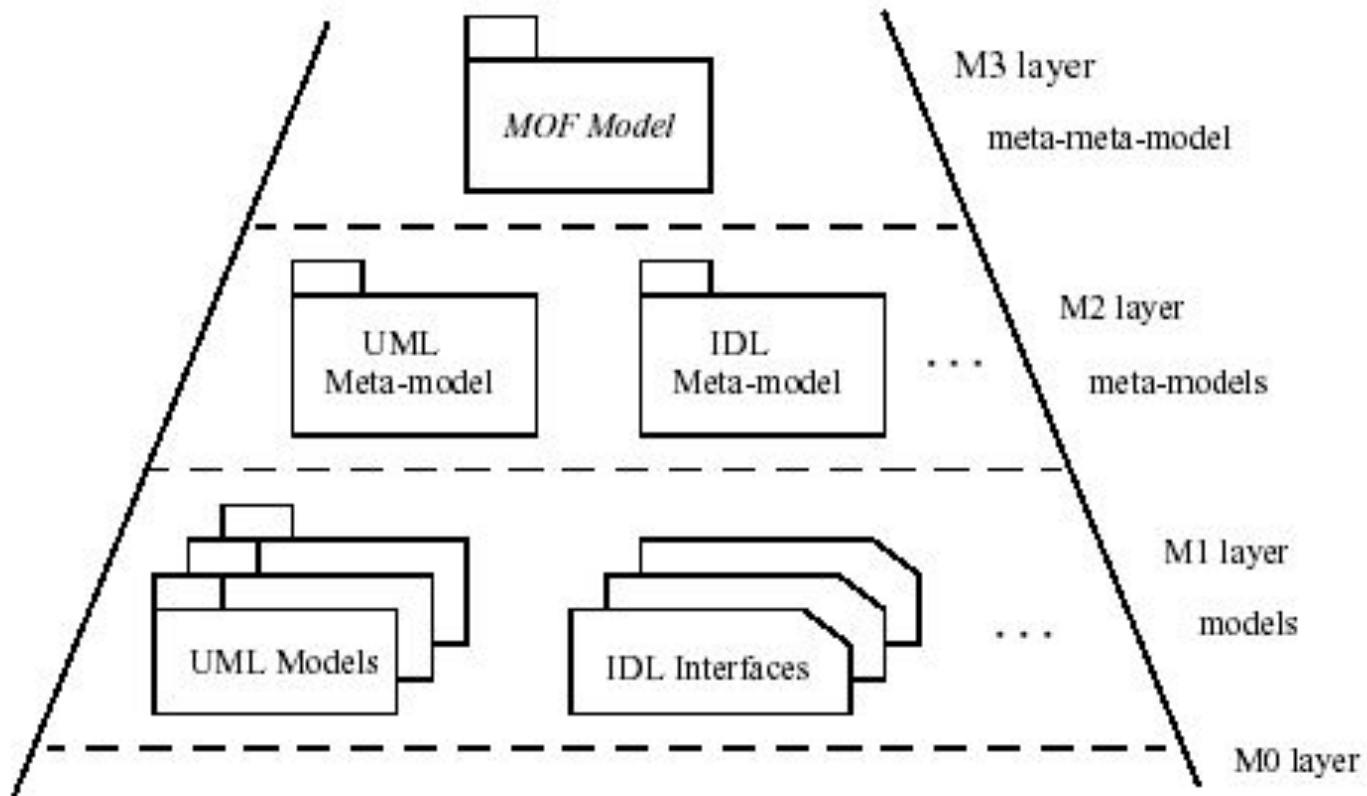 M3 layer
MOF Model
meta-meta-model
M2 layer
UML
Meta-model
IDL
Meta-model
. . .
meta-models
M1 layer
models
UML Models
IDL Interfaces
. . .
M0 layer